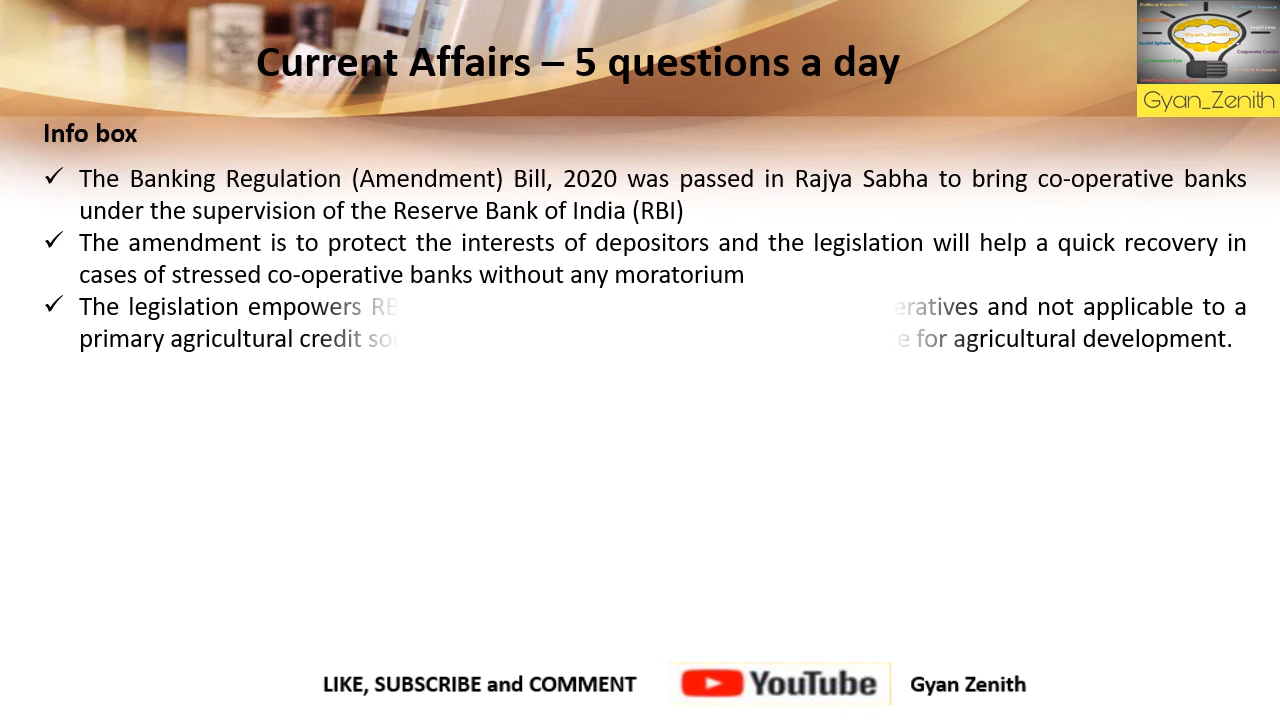 Current Affairs – 5 questions a day
Gyan_Zenith
Info box
✓ The Banking Regulation (Amendment) Bill, 2020 was passed in Rajya Sabha to bring co-operative banks
under the supervision of the Reserve Bank of India (RBI)
✓ The amendment is to protect the interests of depositors and the legislation will help a quick recovery in
cases of stressed co-operative banks without any moratorium
✓ The legislation empowers and not applicable to a
primary agricultural credit for agricultural development.
LIKE, SUBSCRIBE and COMMENT YouTube Gyan Zenith